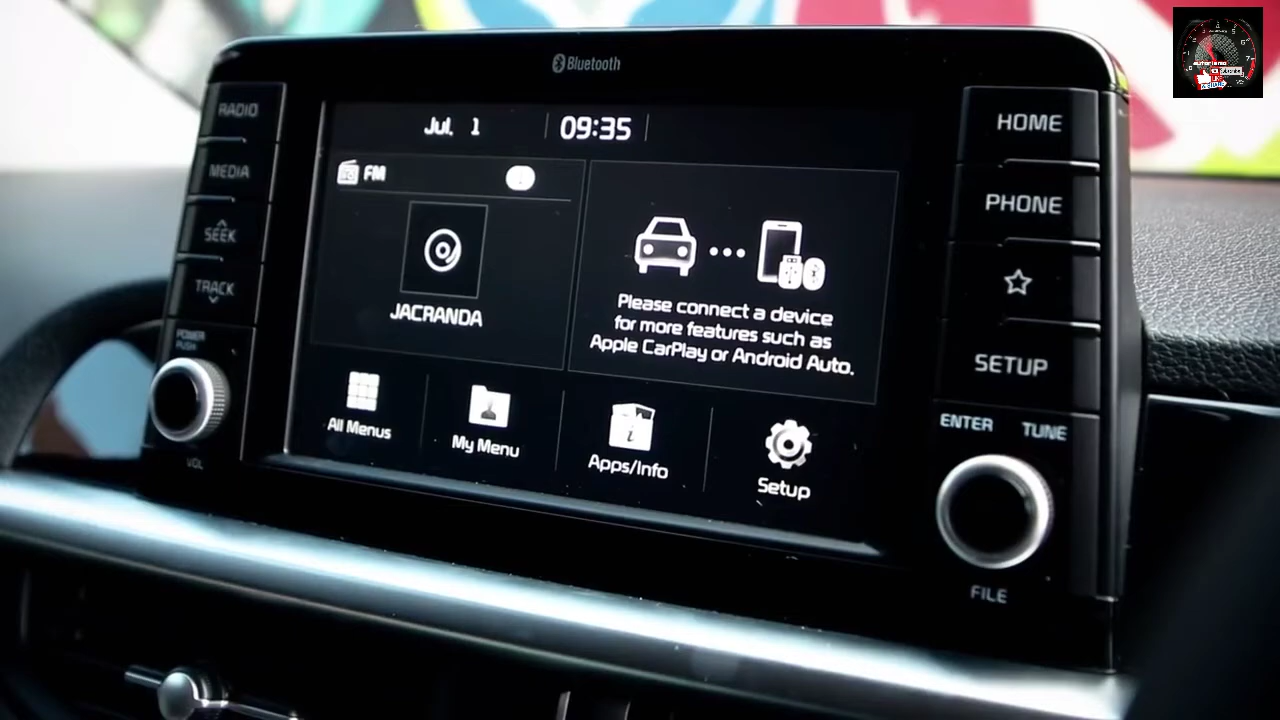 Bluetooth
RADIO
MEDIA
SEEK
TRACK
POWER
PUSH
VOL
Jul. 1
09:35
FM
JACRANDA
Please connect a device
for more features such as
Apple CarPlay or Android Auto.
All Menus
My Menu
Apps/Info
Setup
HOME
PHONE
SETUP
ENTER
TUNE
FILE